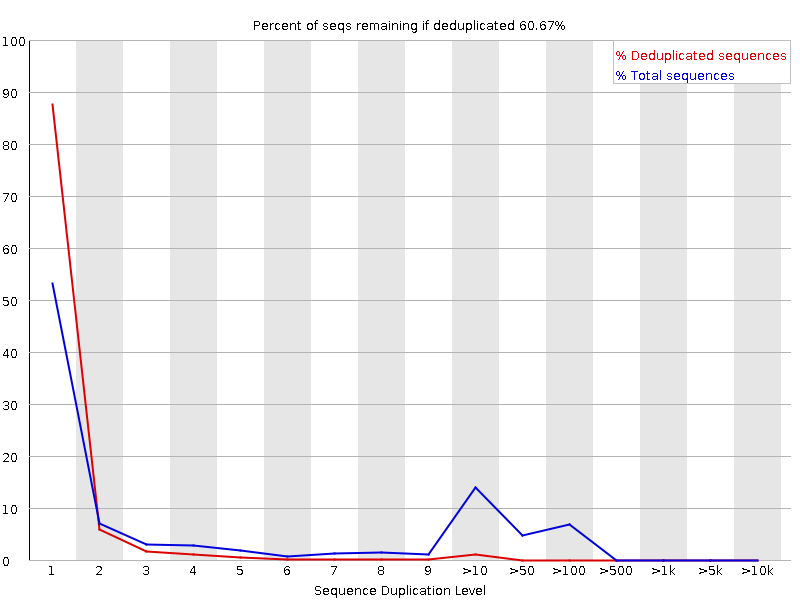 Percent of seqs remaining if deduplicated 60.67%
% Deduplicated sequences
% Total sequences
100
90
80
70
60
50
40
30
20
10
0
1 2 3 4 5 6 7 8 9 >10 >50 >100 >500 >1k >5k >10k
Sequence Duplication Level